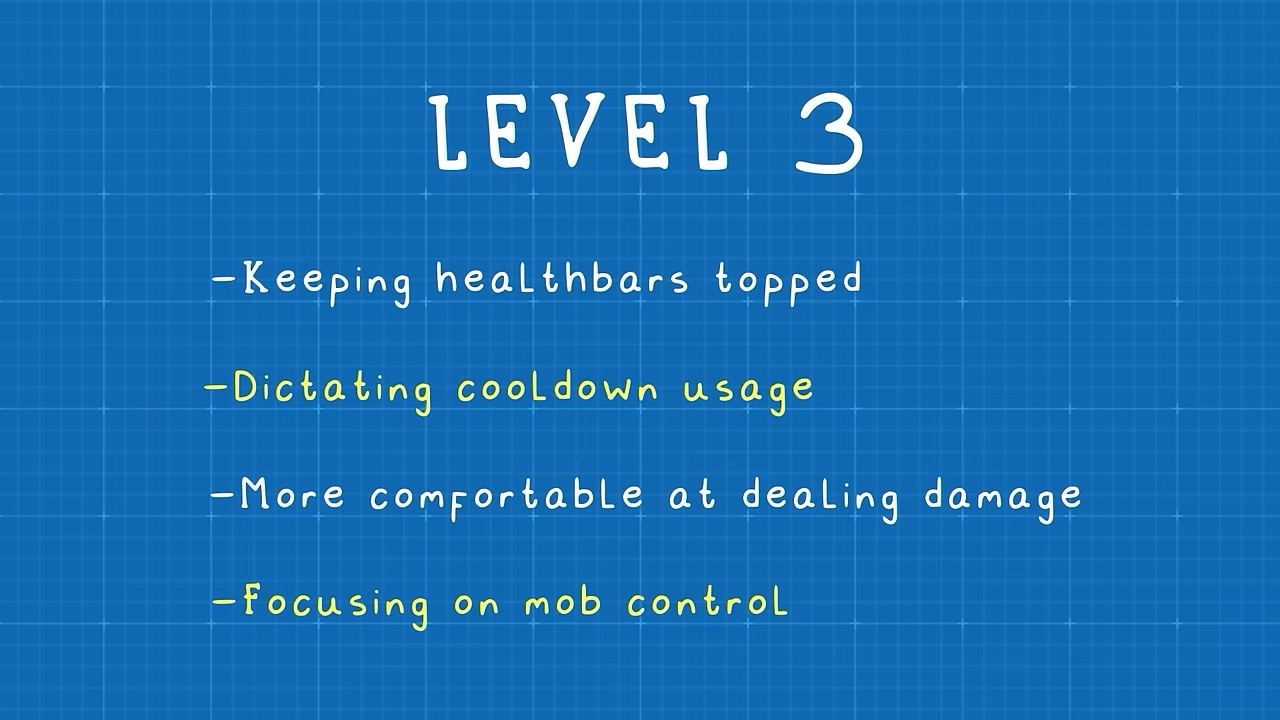 LEVEL 3
-Keeping healthbars topped
-Dictating cooldown usage
-More comfortable at dealing damage
-Focusing on mob control